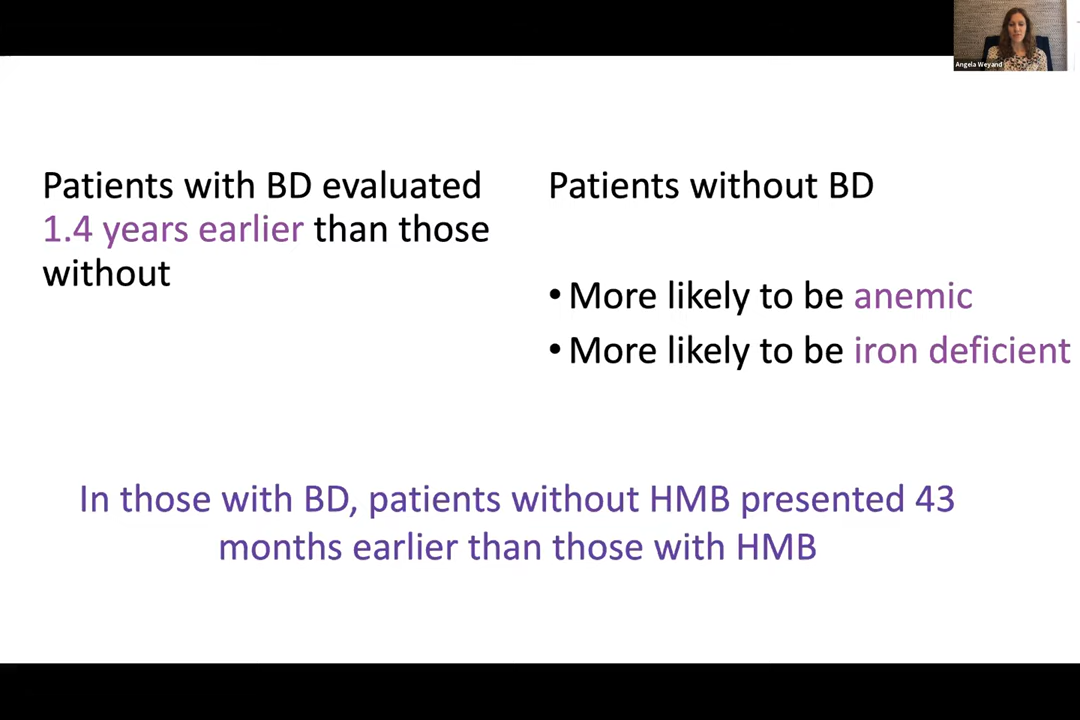 Angela Weyand
Patients with BD evaluated
1.4 years earlier than those
without
Patients without BD
• More likely to be anemic
• More likely to be iron deficient
In those with BD, patients without HMB presented 43
months earlier than those with HMB